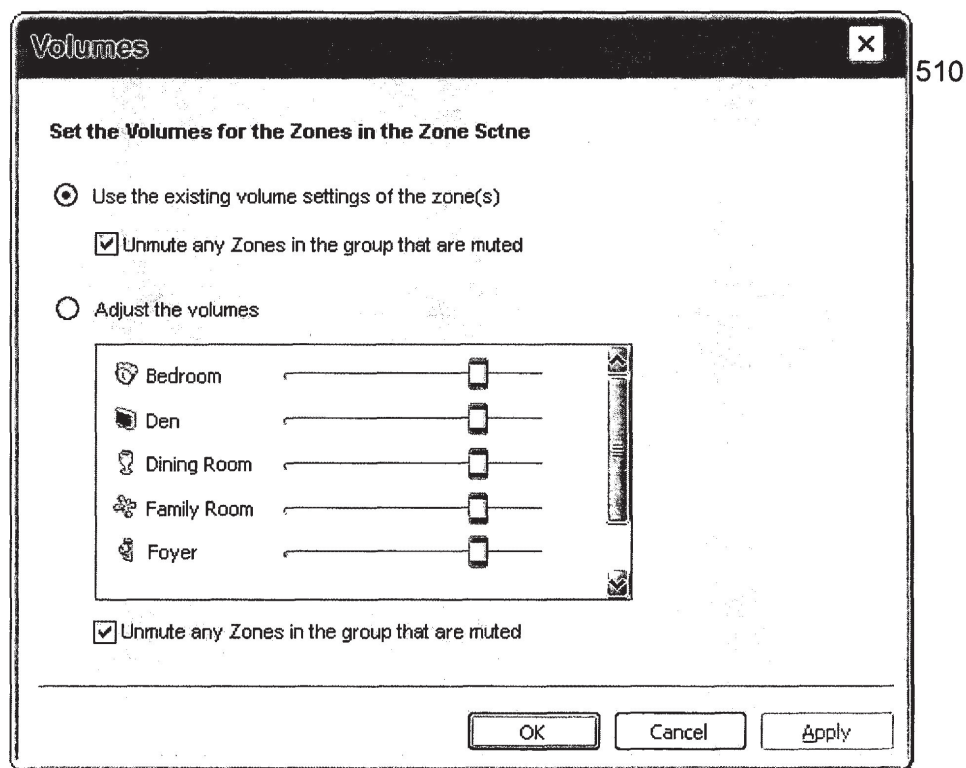 Volumes
510
Set the Volumes for the Zones in the Zone Sctne
Use the existing volume settings of the zone(s)
Unmute any Zones in the group that are muted
Adjust the volumes
Bedroom
Den
Dining Room
Family Room
Foyer
Unmute any Zones in the group that are muted
OK Cancel Apply